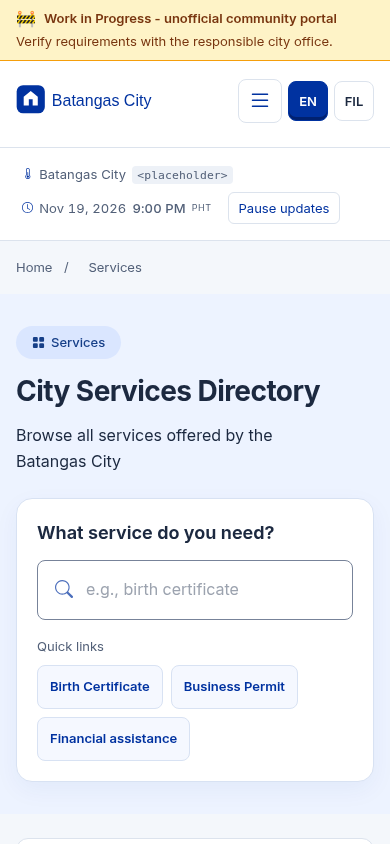 🚧 Work in Progress - unofficial community portal
Verify requirements with the responsible city office.
Batangas City
EN
FIL
Batangas City <placeholder>
Nov 19, 2026 9:00 PM PHT
Pause updates
Home / Services
Services
City Services Directory
Browse all services offered by the
Batangas City
What service do you need?
e.g., birth certificate
Quick links
Birth Certificate
Business Permit
Financial assistance